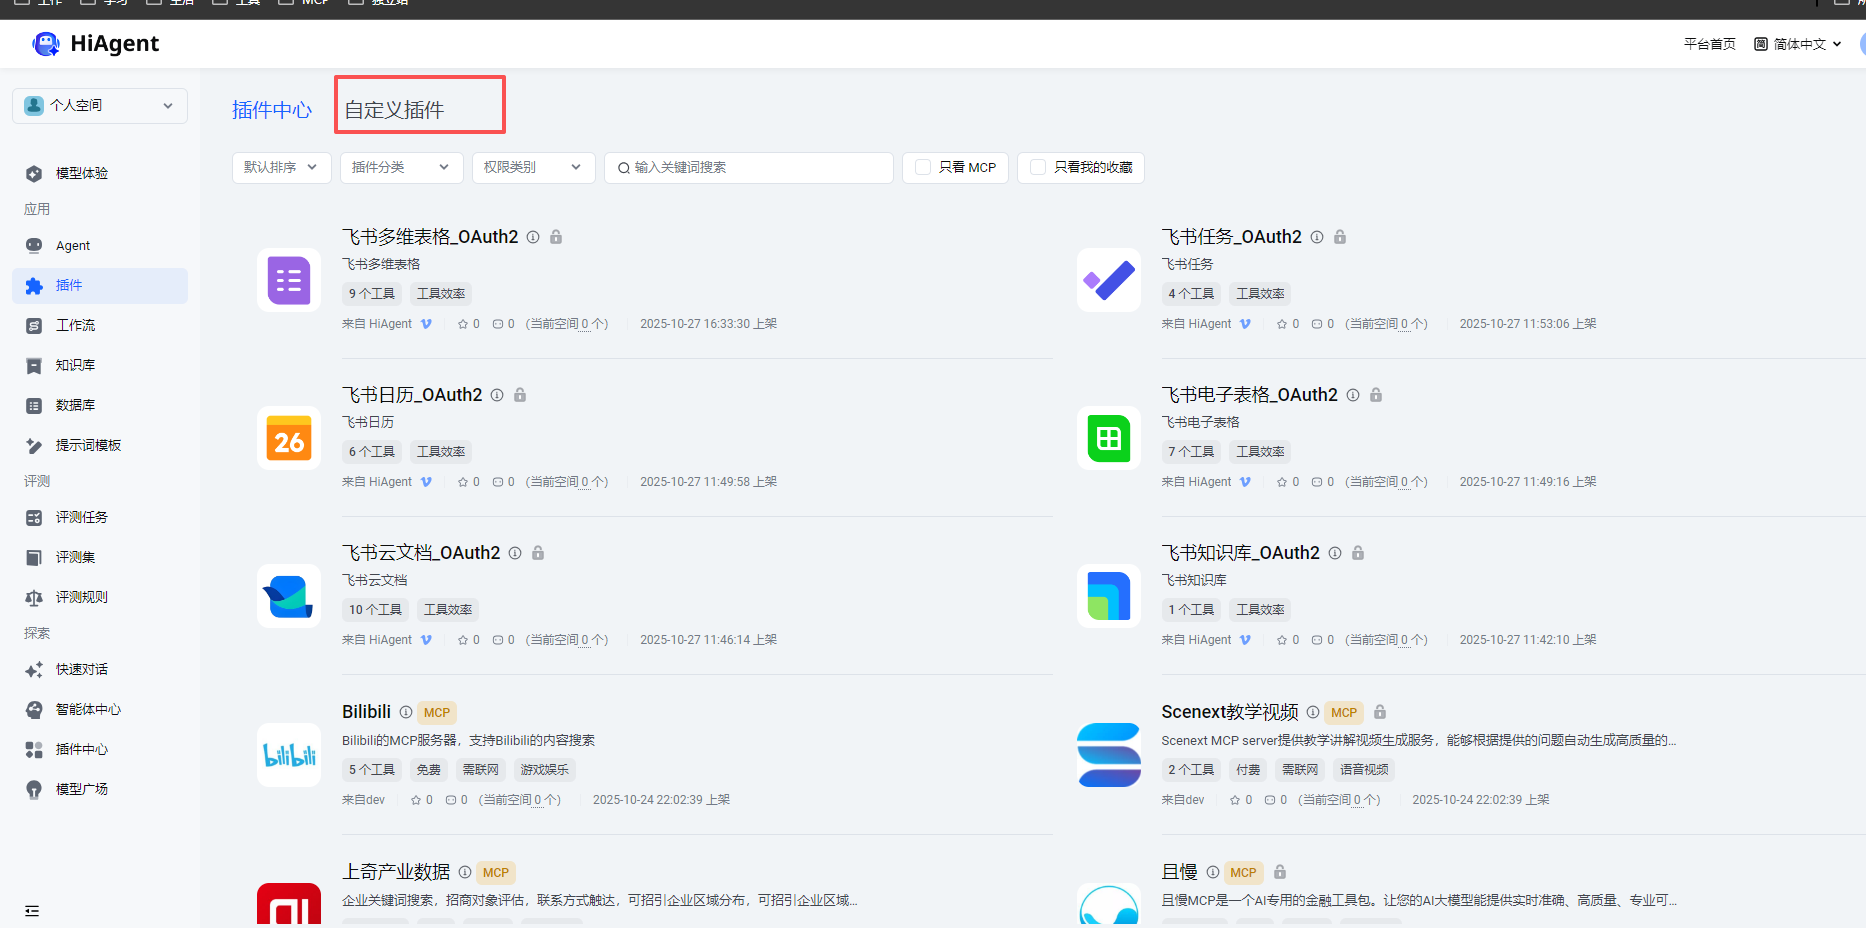 工作 学习 生活 工具 MCP 独立站
HiAgent
平台首页 简体中文
个人空间
模型体验
应用
Agent
插件
工作流
知识库
数据库
提示词模板
评测
评测任务
评测集
评测规则
探索
快速对话
智能体中心
插件中心
模型广场
插件中心 自定义插件
默认排序 插件分类 权限类别 输入关键词搜索 只看 MCP 只看我的收藏
飞书多维表格_OAuth2
飞书多维表格
9 个工具 工具效率
来自 HiAgent 0 0 (当前空间 0 个) 2025-10-27 16:33:30 上架
飞书任务_OAuth2
飞书任务
4 个工具 工具效率
来自 HiAgent 0 0 (当前空间 0 个) 2025-10-27 11:53:06 上架
飞书日历_OAuth2
飞书日历
26
6 个工具 工具效率
来自 HiAgent 0 0 (当前空间 0 个) 2025-10-27 11:49:58 上架
飞书电子表格_OAuth2
飞书电子表格
7 个工具 工具效率
来自 HiAgent 0 0 (当前空间 0 个) 2025-10-27 11:49:16 上架
飞书云文档_OAuth2
飞书云文档
10 个工具 工具效率
来自 HiAgent 0 0 (当前空间 0 个) 2025-10-27 11:46:14 上架
飞书知识库_OAuth2
飞书知识库
1 个工具 工具效率
来自 HiAgent 0 0 (当前空间 0 个) 2025-10-27 11:42:10 上架
Bilibili MCP
bilibili
Bilibili的MCP服务器，支持Bilibili的内容搜索
5 个工具 免费 需联网 游戏娱乐
来自dev 0 0 (当前空间 0 个) 2025-10-24 22:02:39 上架
Scenext教学视频 MCP
Scenext MCP server提供教学讲解视频生成服务，能够根据提供的问题自动生成高质量的...
2 个工具 付费 需联网 语音视频
来自dev 0 0 (当前空间 0 个) 2025-10-24 22:02:39 上架
上奇产业数据 MCP
企业关键词搜索，招商对象评估，联系方式触达，可招引企业区域分布，可招引企业区域...
且慢 MCP
且慢MCP是一个AI专用的金融工具包。让您的AI大模型能提供实时准确、高质量、专业可...